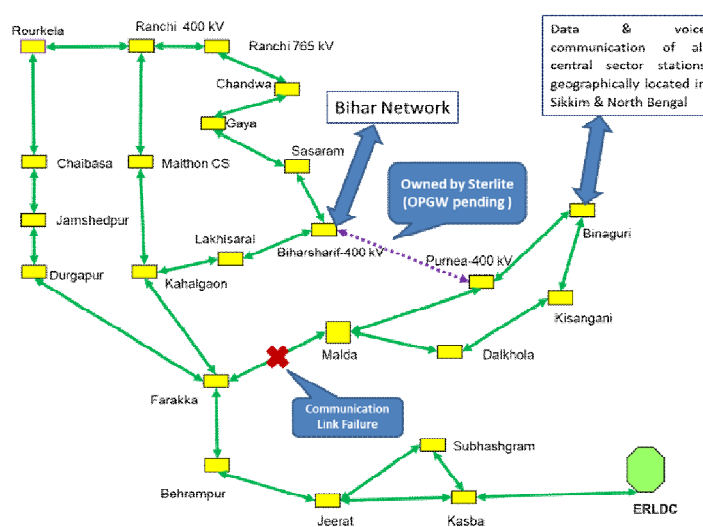 Rourkela
Ranchi 400 kV
Ranchi 765 kV
Data & voice
communication of al
central sector stations
geographically located in
Sikkim & North Bengal
Chandwa
Bihar Network
Gaya
Sasaram
Chaibasa
Maithon CS
Owned by Sterlite
(OPGW pending )
Jamshedpur
Lakhisarai
Biharsharif-400 kV
Binaguri
Purnea-400 kV
Durgapur
Kahalgaon
Kisanganj
Malda
Dalkhola
Farakka
Communication
Link Failure
Subhashgram
Behrampur
Jeerat
Kasba
ERLDC